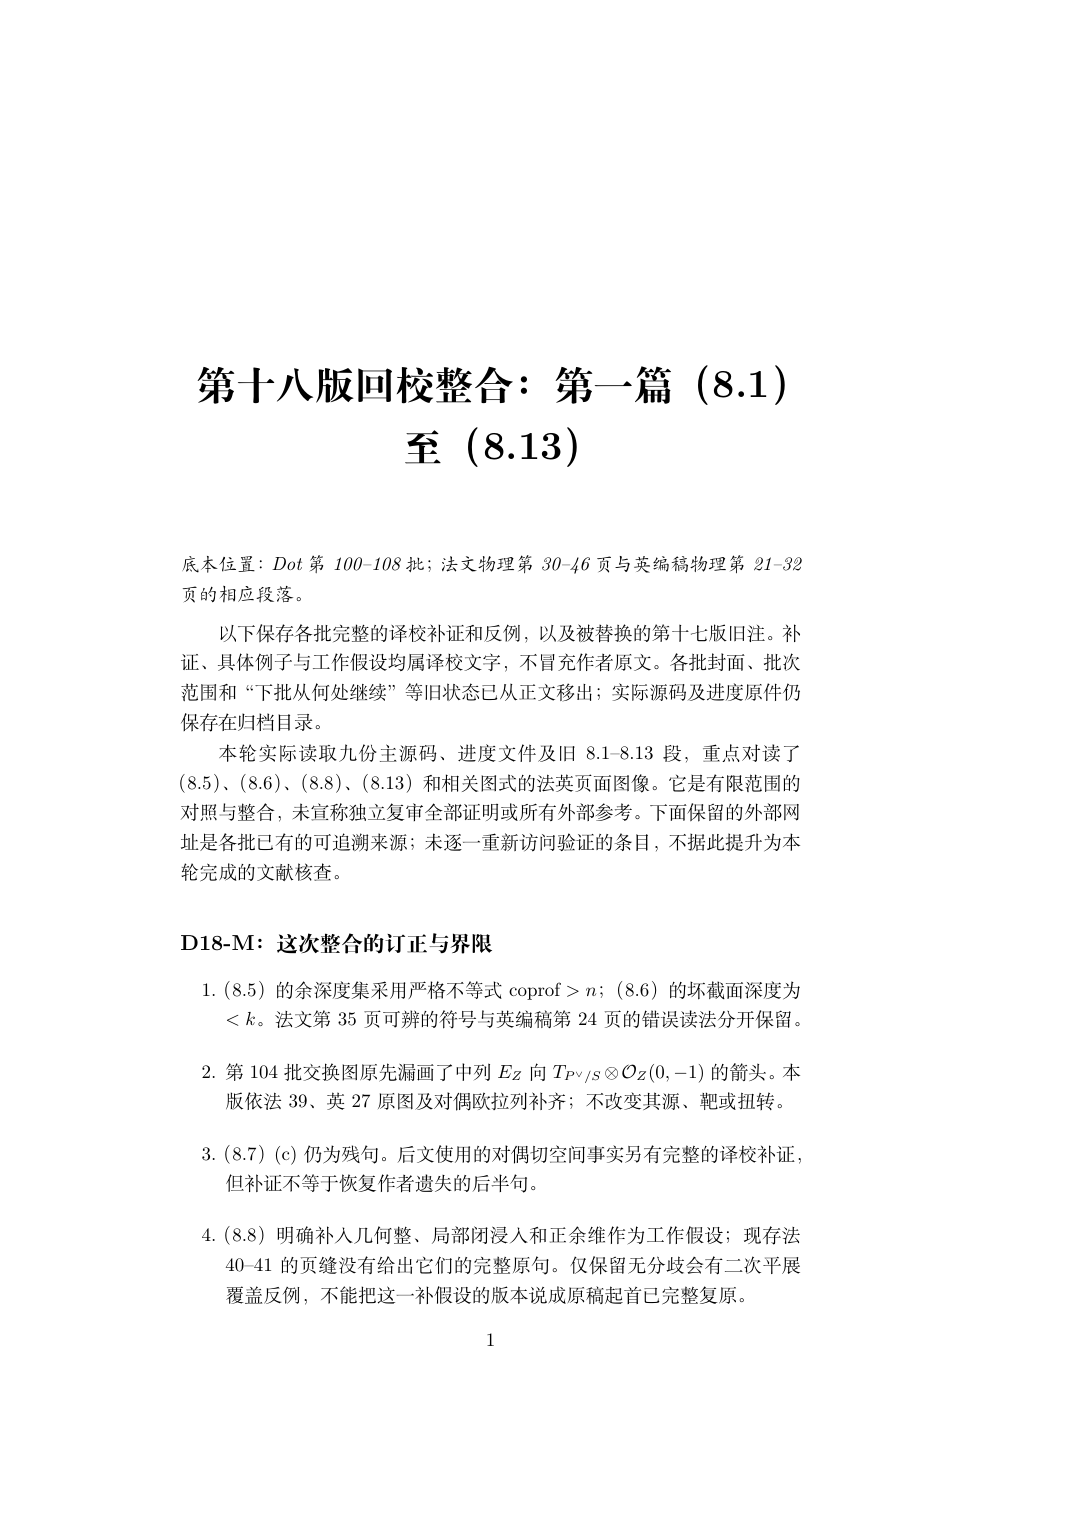 第十八版回校整合：第一篇（8.1）
至（8.13）
底本位置：Dot 第 100–108 批；法文物理第 30–46 页与英编稿物理第 21–32
页的相应段落。
以下保存各批完整的译校补证和反例，以及被替换的第十七版旧注。补
证、具体例子与工作假设均属译校文字，不冒充作者原文。各批封面、批次
范围和“下批从何处继续”等旧状态已从正文移出；实际源码及进度原件仍
保存在归档目录。
本轮实际读取九份主源码、进度文件及旧 8.1–8.13 段，重点对读了
（8.5）、（8.6）、（8.8）、（8.13）和相关图式的法英页面图像。它是有限范围的
对照与整合，未宣称独立复审全部证明或所有外部参考。下面保留的外部网
址是各批已有的可追溯来源；未逐一重新访问验证的条目，不据此提升为本
轮完成的文献核查。
D18-M：这次整合的订正与界限
1.（8.5）的余深度集采用严格不等式 coprof > n；（8.6）的坏截面深度为
< k。法文第 35 页可辨的符号与英编稿第 24 页的错误读法分开保留。
2. 第 104 批交换图原先漏画了中列 E_Z 向 T_{P^∨/S} ⊗ 𝒪_Z(0, −1) 的箭头。本
版依法 39、英 27 原图及对偶欧拉列补齐；不改变其源、靶或扭转。
3.（8.7）(c) 仍为残句。后文使用的对偶切空间事实另有完整的译校补证，
但补证不等于恢复作者遗失的后半句。
4.（8.8）明确补入几何整、局部闭浸入和正余维作为工作假设；现存法
40–41 的页缝没有给出它们的完整原句。仅保留无分歧会有二次平展
覆盖反例，不能把这一补假设的版本说成原稿起首已完整复原。
1